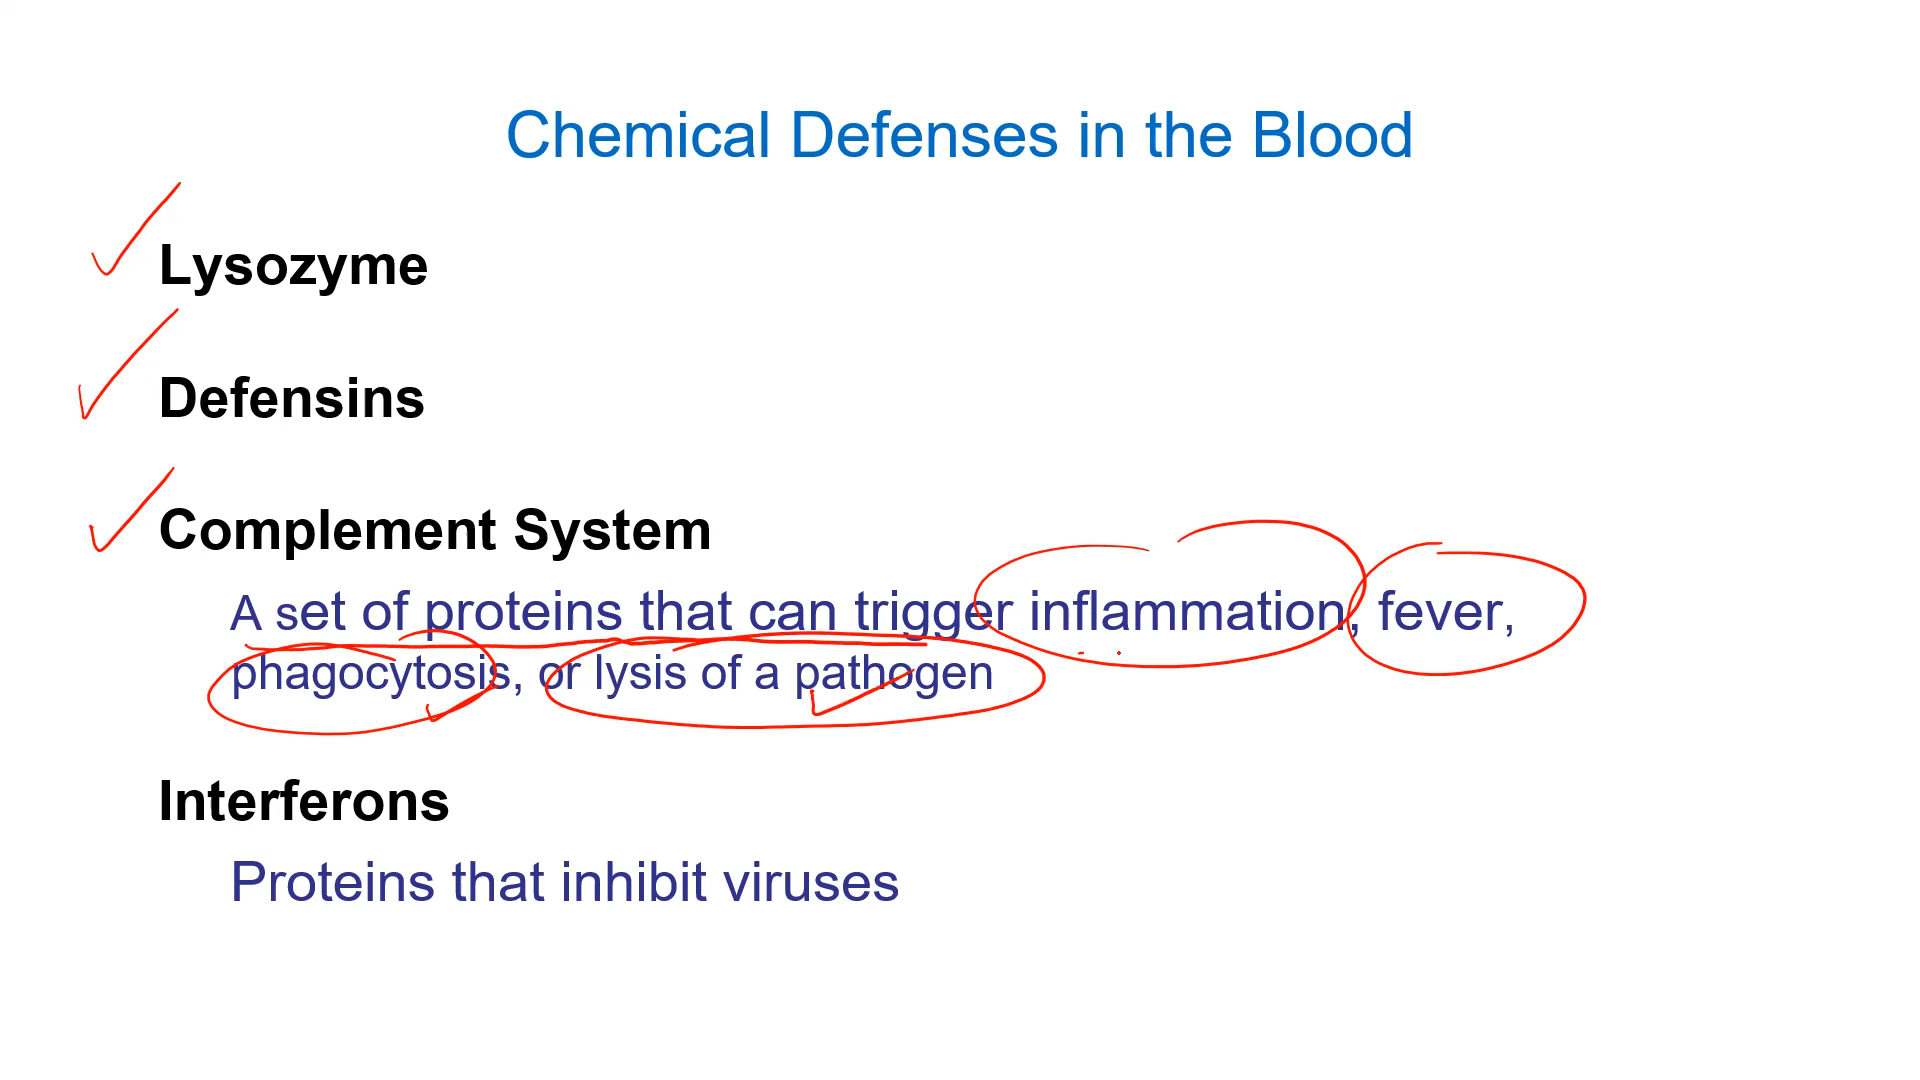 Chemical Defenses in the Blood
Lysozyme
Defensins
Complement System
A set of proteins that can trigger inflammation, fever,
phagocytosis, or lysis of a pathogen
Interferons
Proteins that inhibit viruses